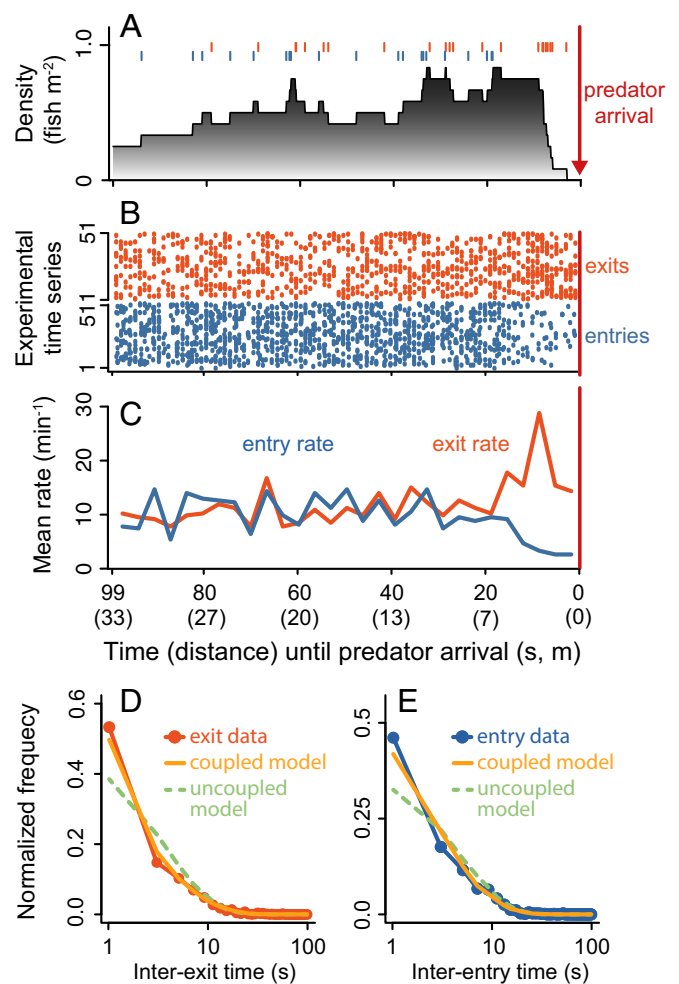 A
1.0
0
Density
(fish m-2)
predator
arrival
B
51
1
51
1
Experimental
time series
exits
entries
C
30
20
10
0
Mean rate (min-1)
entry rate
exit rate
99 80 60 40 20 0
(33) (27) (20) (13) (7) (0)
Time (distance) until predator arrival (s, m)
D
0.6
0.4
0.2
0.0
Normalized frequecy
exit data
coupled model
uncoupled
model
1 10 100
Inter-exit time (s)
E
0.5
0.0
entry data
coupled model
uncoupled
model
1 10 100
Inter-entry time (s)